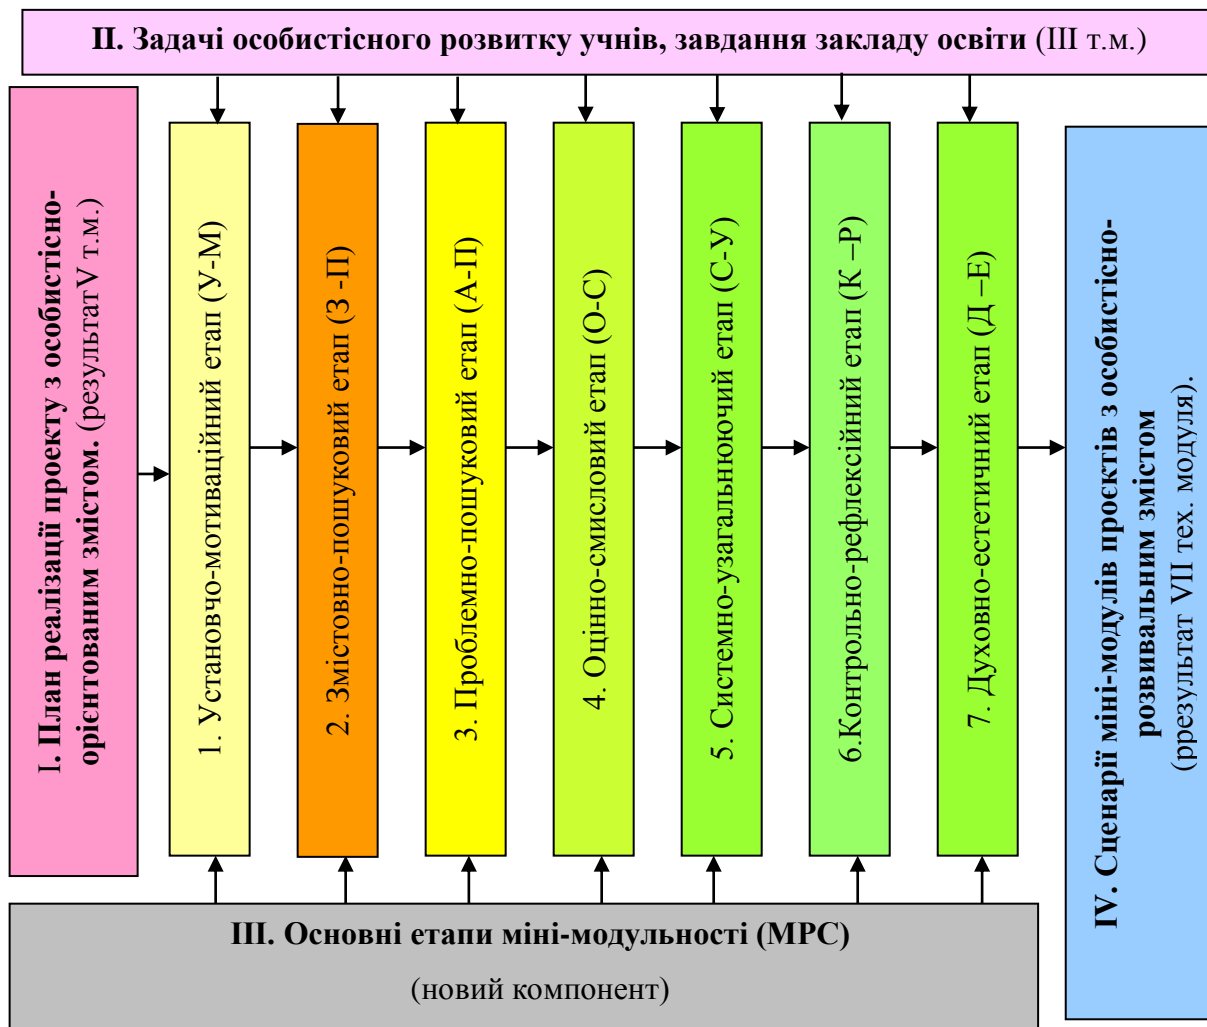 II. Задачі особистісного розвитку учнів, завдання закладу освіти (III т.м.)
I. План реалізації проекту з особистісно-
орієнтованим змістом. (результат V т.м.)
1. Установчо-мотиваційний етап (У-М)
2. Змістовно-пошуковий етап (З -П)
3. Проблемно-пошуковий етап (А-П)
4. Оцінно-смисловий етап (О-С)
5. Системно-узагальнюючий етап (С-У)
6.Контрольно-рефлексійний етап (К –Р)
7. Духовно-естетичний етап (Д –Е)
IV. Сценарії міні-модулів проєктів з особистісно-
розвивальним змістом
(ррезультат VII тех. модуля).
III. Основні етапи міні-модульності (МРС)
(новий компонент)